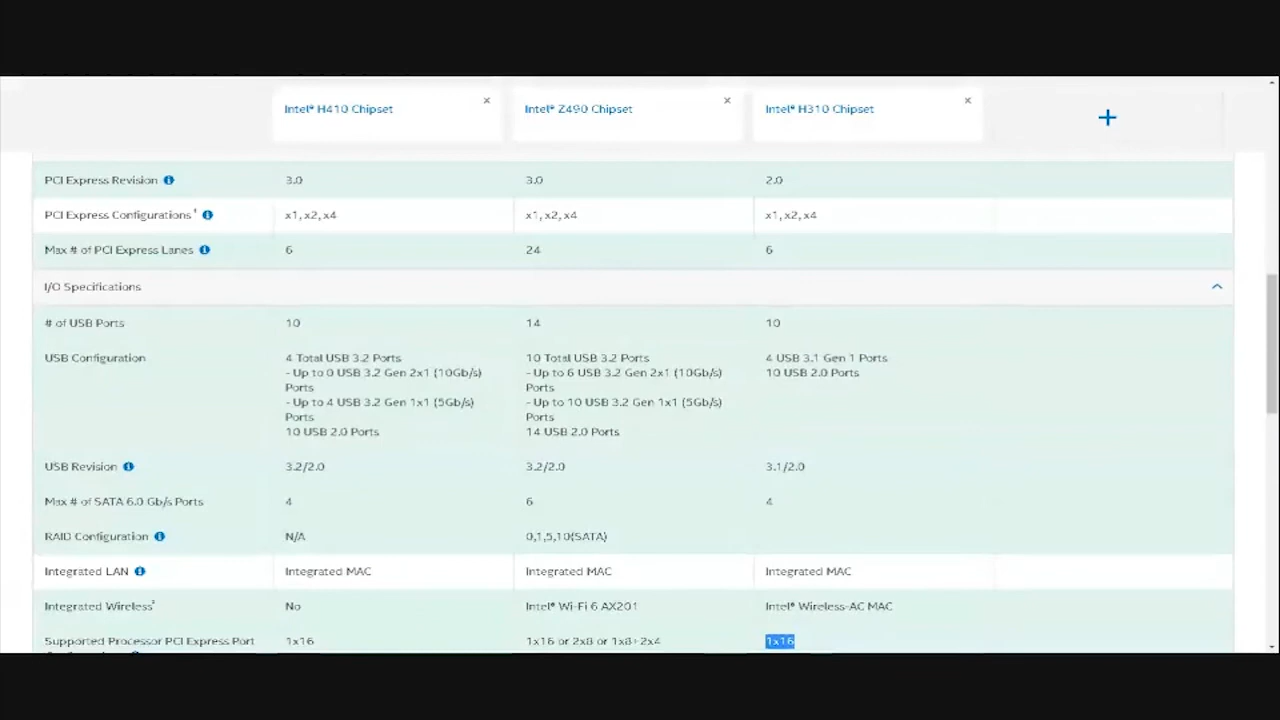 Intel® H410 Chipset × Intel® Z490 Chipset × Intel® H310 Chipset × +
PCI Express Revision 3.0 3.0 2.0
PCI Express Configurations x1, x2, x4 x1, x2, x4 x1, x2, x4
Max # of PCI Express Lanes 6 24 6
I/O Specifications
# of USB Ports 10 14 10
USB Configuration 4 Total USB 3.2 Ports 10 Total USB 3.2 Ports 4 USB 3.1 Gen 1 Ports
- Up to 0 USB 3.2 Gen 2x1 (10Gb/s) - Up to 6 USB 3.2 Gen 2x1 (10Gb/s) 10 USB 2.0 Ports
Ports Ports
- Up to 4 USB 3.2 Gen 1x1 (5Gb/s) - Up to 10 USB 3.2 Gen 1x1 (5Gb/s)
Ports Ports
10 USB 2.0 Ports 14 USB 2.0 Ports
USB Revision 3.2/2.0 3.2/2.0 3.1/2.0
Max # of SATA 6.0 Gb/s Ports 4 6 4
RAID Configuration N/A 0,1,5,10(SATA)
Integrated LAN Integrated MAC Integrated MAC Integrated MAC
Integrated Wireless No Intel® Wi-Fi 6 AX201 Intel® Wireless-AC MAC
Supported Processor PCI Express Port 1x16 1x16 or 2x8 or 1x8+2x4 1x16